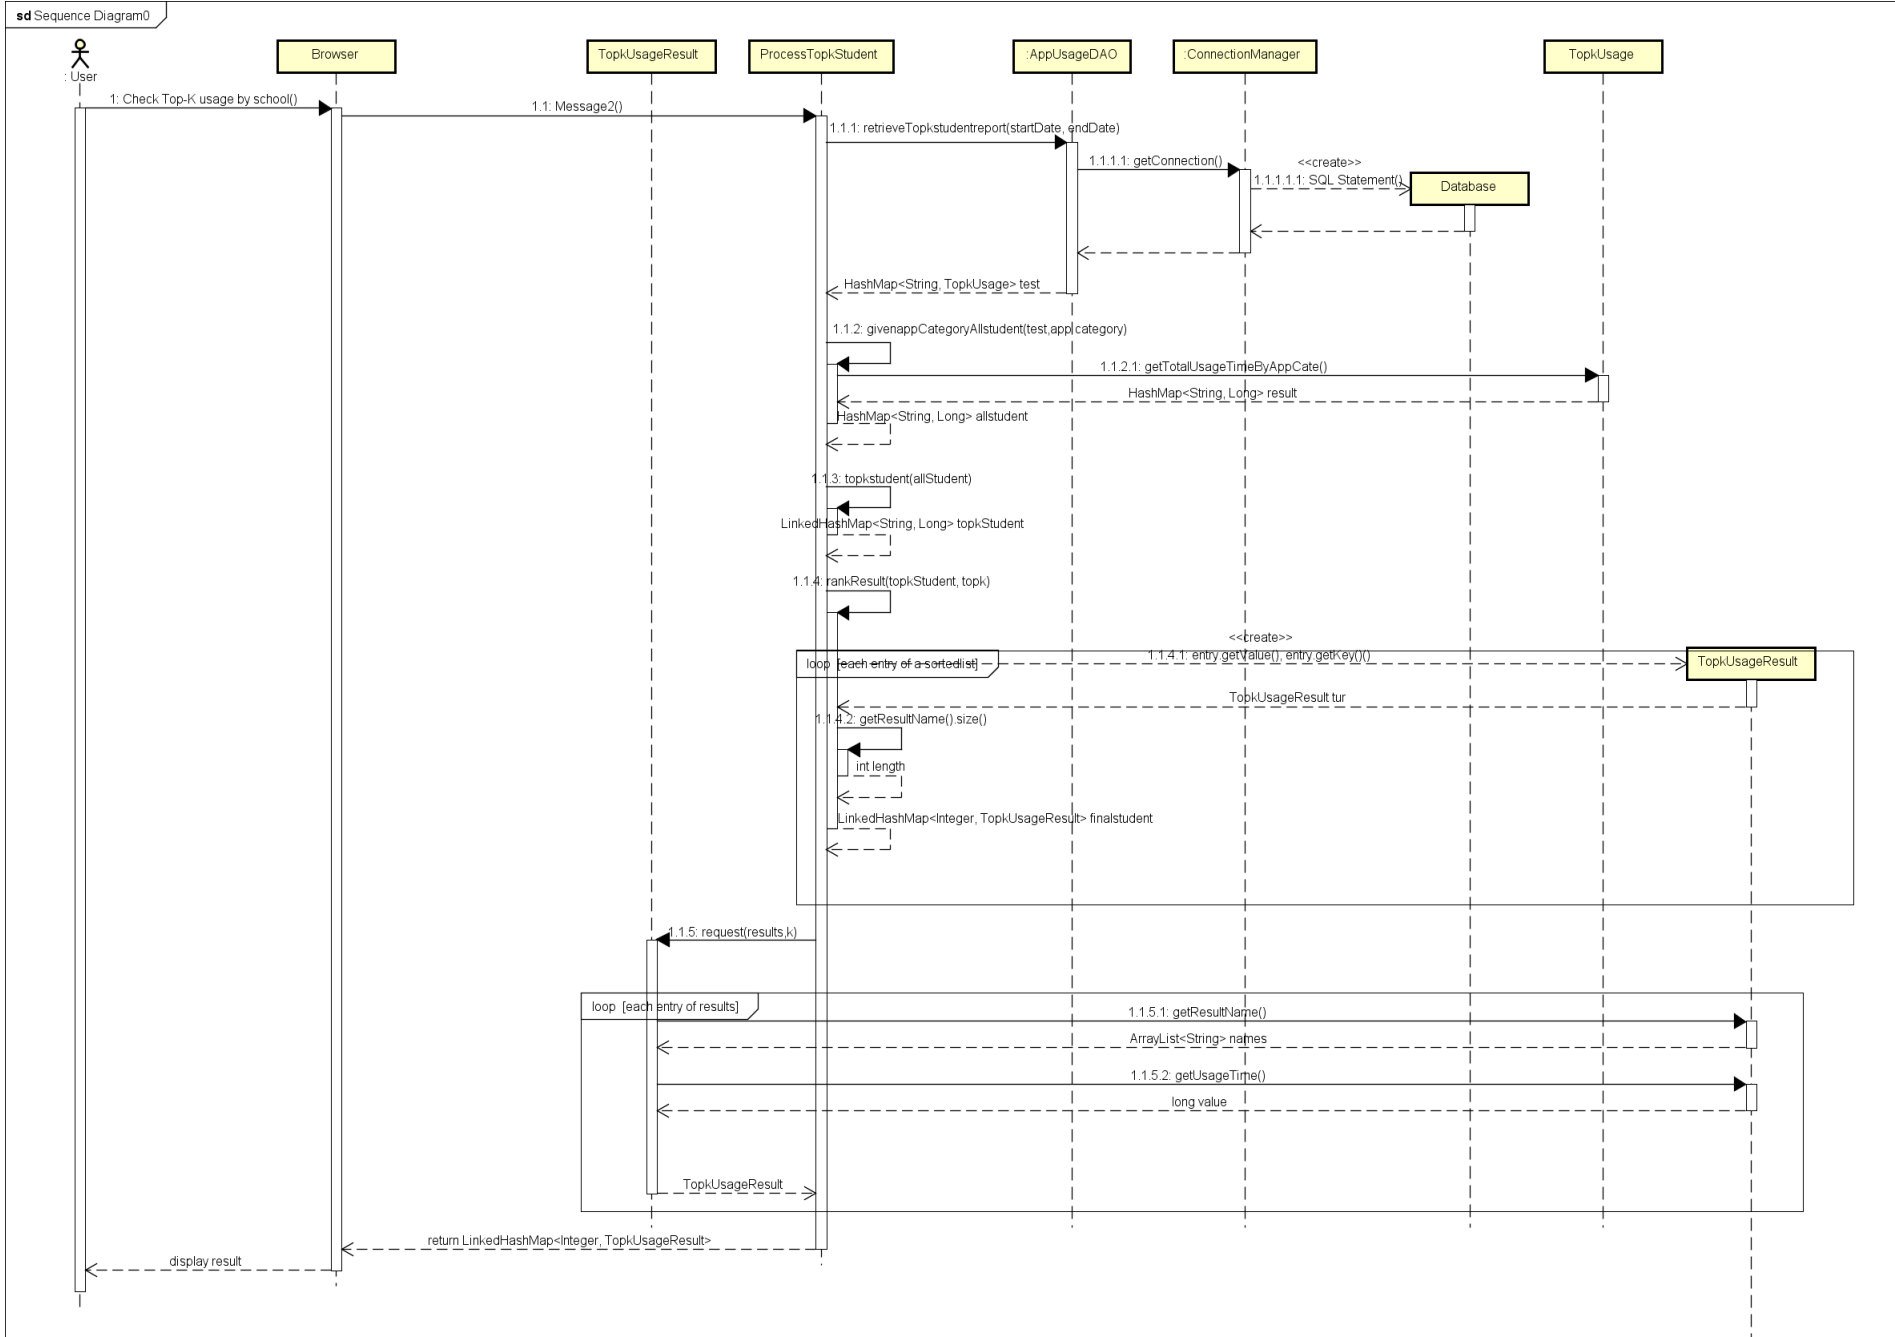 sd Sequence Diagram0
: User
Browser
TopkUsageResult
ProcessTopkStudent
:AppUsageDAO
:ConnectionManager
TopkUsage
1: Check Top-K usage by school()
1.1: Message2()
1.1.1: retrieveTopkstudentreport(startDate, endDate)
1.1.1.1: getConnection()
<<create>>
1.1.1.1.1: SQL Statement()
Database
HashMap<String, TopkUsage> test
1.1.2: givenappCategoryAllstudent(test,app category)
1.1.2.1: getTotalUsageTimeByAppCate()
HashMap<String, Long> result
HashMap<String, Long> allstudent
1.1.3: topkstudent(allStudent)
LinkedHashMap<String, Long> topkStudent
1.1.4: rankResult(topkStudent, topk)
<<create>>
loop [each entry of a sortedlist]
1.1.4.1: entry.getValue(), entry.getKey()()
TopkUsageResult
TopkUsageResult tur
1.1.4.2: getResultName().size()
int length
LinkedHashMap<Integer, TopkUsageResult> finalstudent
1.1.5: request(results,k)
loop [each entry of results]
1.1.5.1: getResultName()
ArrayList<String> names
1.1.5.2: getUsageTime()
long value
TopkUsageResult
return LinkedHashMap<Integer, TopkUsageResult>
display result